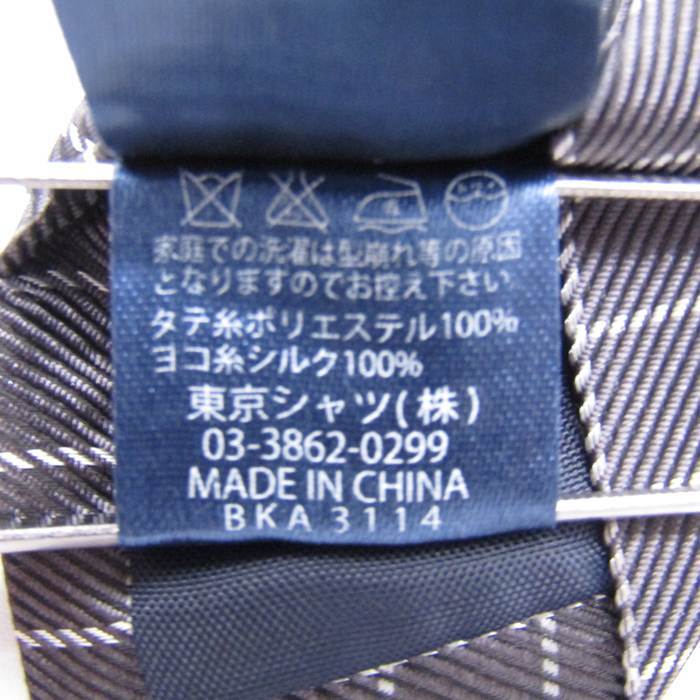 家庭での洗濯は型崩れ等の原因
となりますのでお控え下さい
タテ糸ポリエステル100%
ヨコ糸シルク100%
東京シャツ(株)
03-3862-0299
MADE IN CHINA
BKA 3114